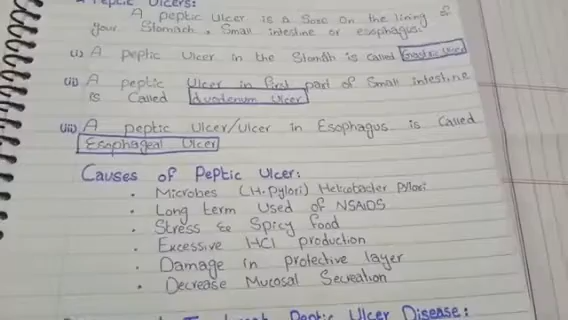 Peptic Ulcers:
A peptic Ulcer is a Sore on the lining of
your Stomach, Small intestine or esophagus.
(i) A peptic Ulcer in the Stomath is called Gastric Ulcer
(ii) A peptic Ulcer in first part of Small intestine
is Called duodenum Ulcer
(iii) A peptic Ulcer/Ulcer in Esophagus is Called
Esophageal Ulcer
Causes of Peptic Ulcer:
• Microbes (H.pylori) Helicobacter Pylori
• Long term Used of NSAIDS
• Stress & Spicy food
• Excessive HCl production
• Damage in protective layer
• Decrease Mucosal Secreation
Peptic Ulcer Disease: